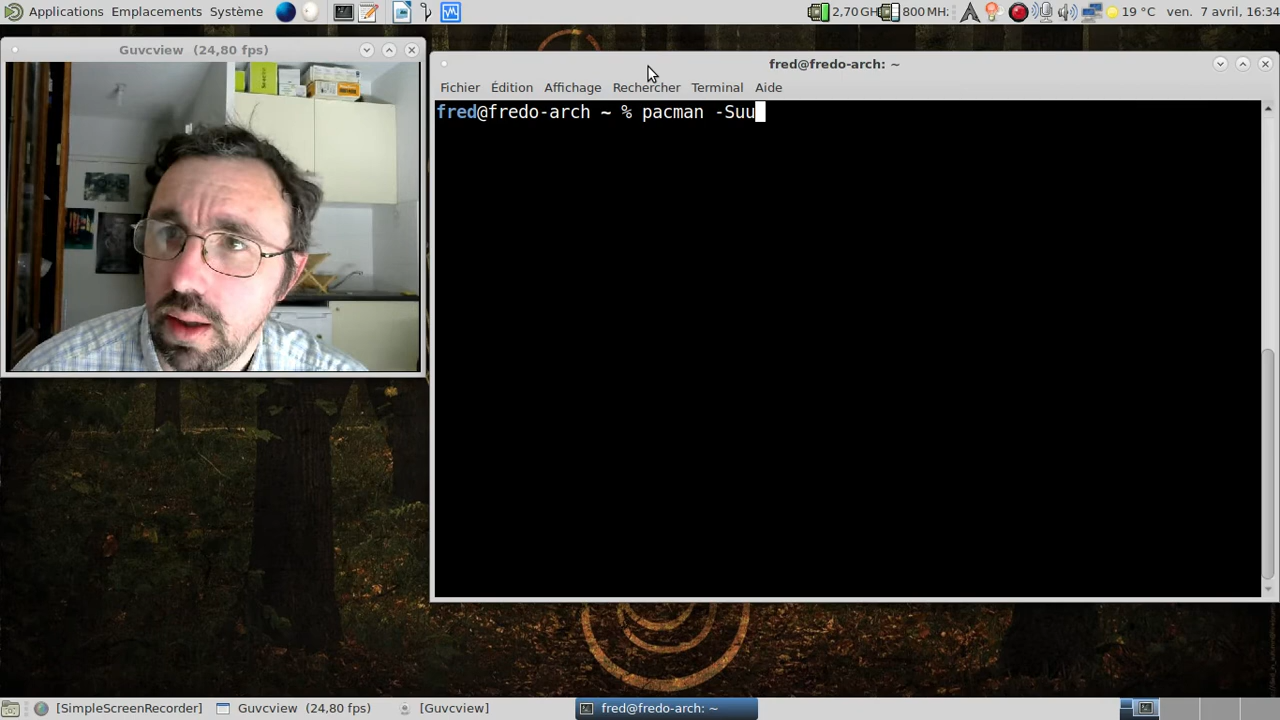 Applications Emplacements Système
2,70 GH
800 MH
19 °C
ven. 7 avril, 16:34
Guvcview (24,80 fps)
fred@fredo-arch: ~
Fichier Édition Affichage Rechercher Terminal Aide
fred@fredo-arch ~ % pacman -Suu
[SimpleScreenRecorder]
Guvcview (24,80 fps)
[Guvcview]
fred@fredo-arch: ~